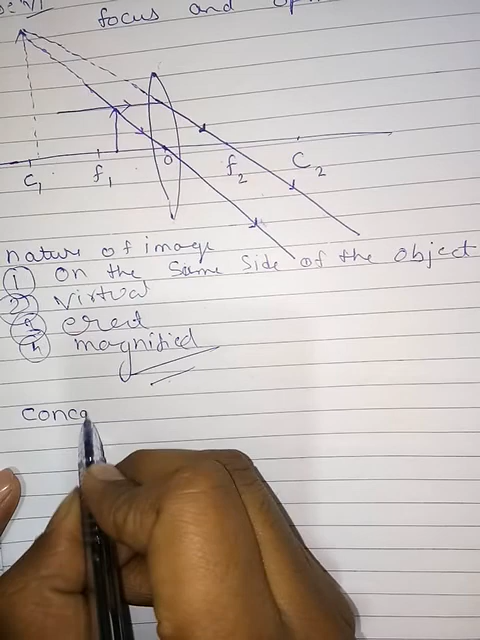 focus and
O
C1 f1 f2 C2
nature of image
1 On the same side of the object
2 Virtual
3 erect
4 magnified
conca